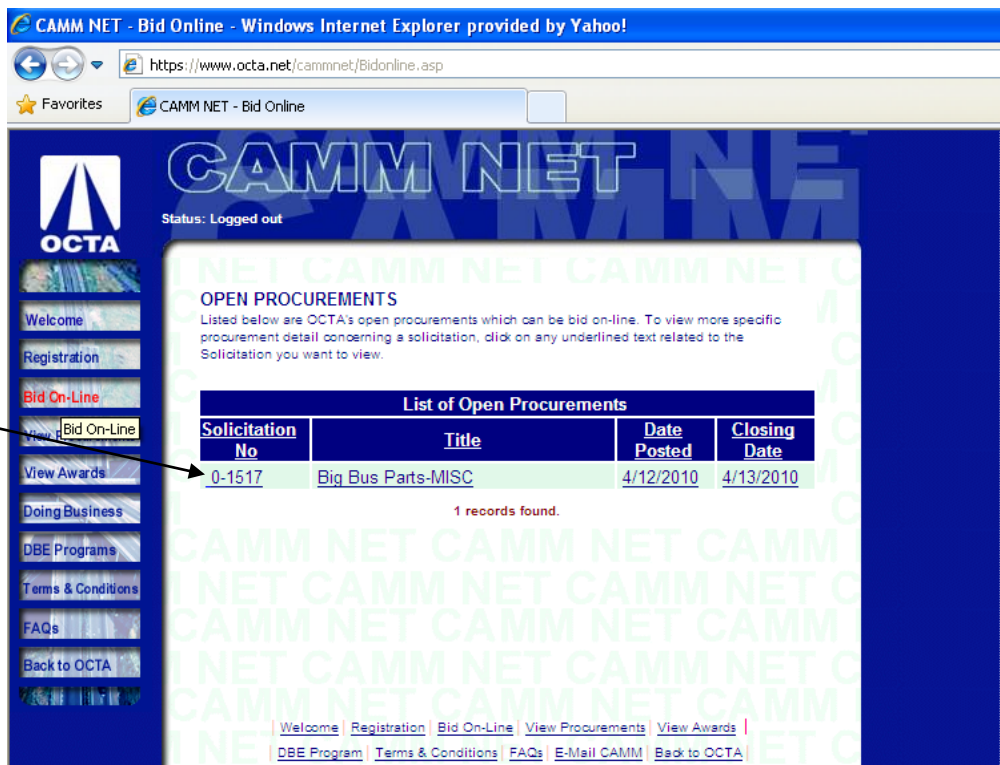 CAMM NET - Bid Online - Windows Internet Explorer provided by Yahoo!
https://www.octa.net/cammnet/Bidonline.asp
Favorites
CAMM NET - Bid Online
CAMM NET
Status: Logged out
OCTA
Welcome
Registration
Bid On-Line
Bid On-Line
View Awards
Doing Business
DBE Programs
Terms & Conditions
FAQs
Back to OCTA
OPEN PROCUREMENTS
Listed below are OCTA's open procurements which can be bid on-line. To view more specific
procurement detail concerning a solicitation, click on any underlined text related to the
Solicitation you want to view.
List of Open Procurements
Solicitation No Title Date Posted Closing Date
0-1517 Big Bus Parts-MISC 4/12/2010 4/13/2010
1 records found.
| Welcome | Registration | Bid On-Line | View Procurements | View Awards |
| DBE Program | Terms & Conditions | FAQs | E-Mail CAMM | Back to OCTA |